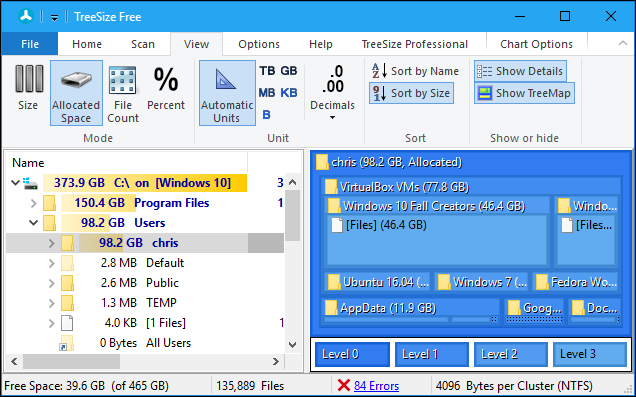 TreeSize Free
File Home Scan View Options Help TreeSize Professional Chart Options
Size Allocated Space File Count Percent
Mode
Automatic Units TB GB MB KB B Decimals .0 .00
Unit
Sort by Name
Sort by Size
Sort
Show Details
Show TreeMap
Show or hide
Name
373.9 GB C:\ on [Windows 10] 3
150.4 GB Program Files 1
98.2 GB Users
98.2 GB chris
2.8 MB Default
2.6 MB Public
1.3 MB TEMP
4.0 KB [1 Files] 1
0 Bytes All Users
chris (98.2 GB, Allocated)
VirtualBox VMs (77.8 GB)
Windows 10 Fall Creators (46.4 GB) Windo...
[Files] (46.4 GB) [Files...
Ubuntu 16.04 (... Windows 7 (... Fedora Wo...
AppData (11.9 GB) Goog... Doc...
Level 0 Level 1 Level 2 Level 3
Free Space: 39.6 GB (of 465 GB) 135,889 Files 84 Errors 4096 Bytes per Cluster (NTFS)